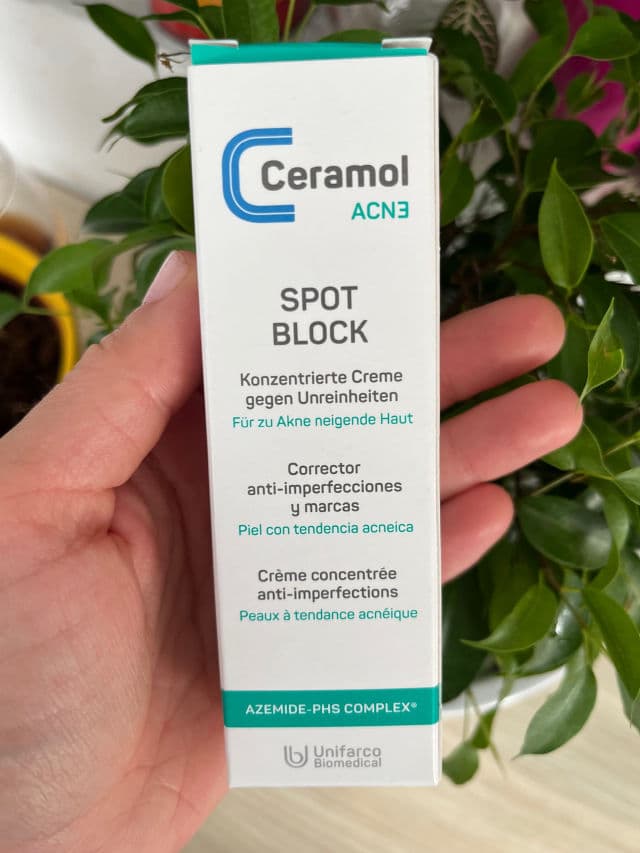 Ceramol
ACNE
SPOT
BLOCK
Konzentrierte Creme
gegen Unreinheiten
Für zu Akne neigende Haut
Corrector
anti-imperfecciones
y marcas
Piel con tendencia acneica
Crème concentrée
anti-imperfections
Peaux à tendance acnéique
AZEMIDE-PHS COMPLEX®
Unifarco
Biomedical